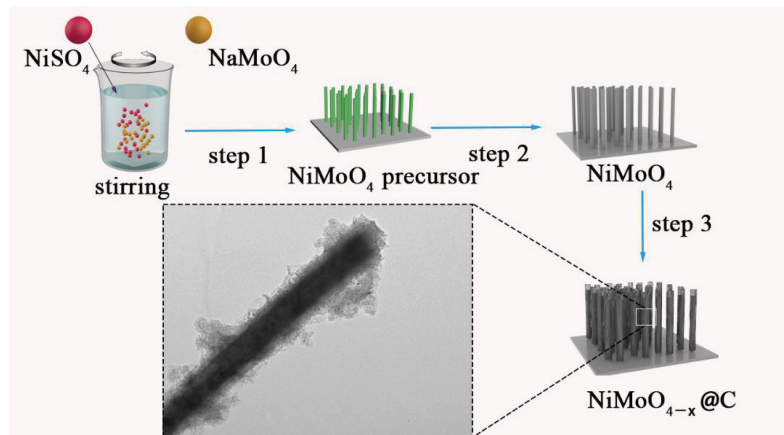 NiSO₄
NaMoO₄
stirring
step 1
NiMoO₄ precursor
step 2
NiMoO₄
step 3
NiMoO₄₋ₓ@C